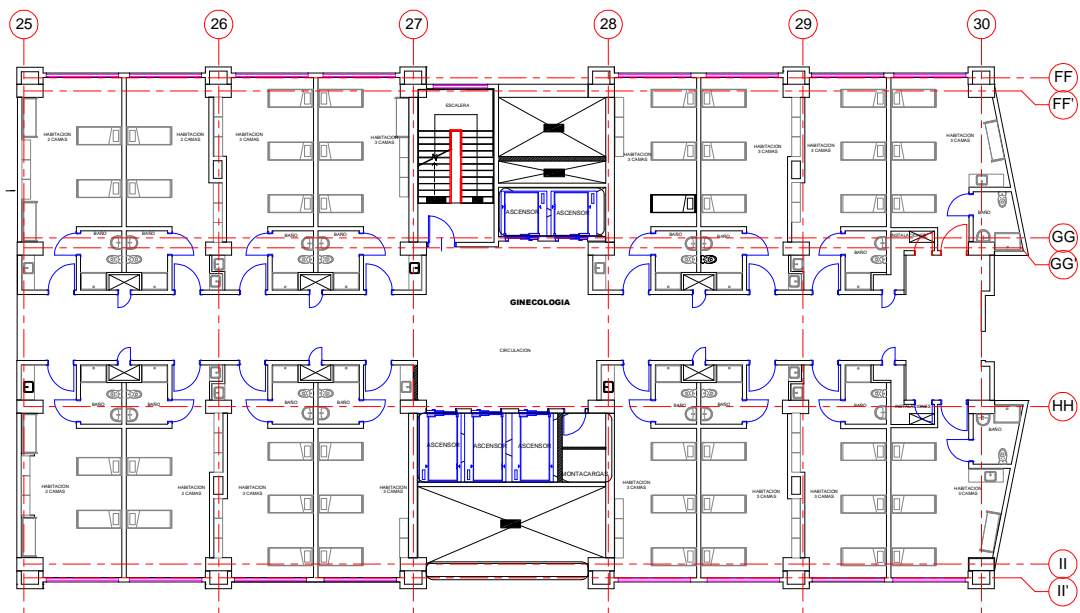 25 26 27 28 29 30
FF
FF'
ESCALERA
HABITACION
3 CAMAS
HABITACION
2 CAMAS
HABITACION
3 CAMAS
HABITACION
3 CAMAS
HABITACION
3 CAMAS
HABITACION
3 CAMAS
HABITACION
3 CAMAS
HABITACION
3 CAMAS
ASCENSOR ASCENSOR
BAÑO
BAÑO BAÑO BAÑO BAÑO BAÑO BAÑO
BAÑO
GG
GG'
GINECOLOGIA
CIRCULACION
BAÑO BAÑO BAÑO BAÑO BAÑO BAÑO BAÑO
INSTALACIONES
HH
BAÑO
ASCENSOR ASCENSOR ASCENSOR
MONTACARGAS
HABITACION
2 CAMAS
HABITACION
2 CAMAS
HABITACION
3 CAMAS
HABITACION
3 CAMAS
HABITACION
3 CAMAS
HABITACION
3 CAMAS
HABITACION
3 CAMAS
HABITACION
3 CAMAS
II
II'